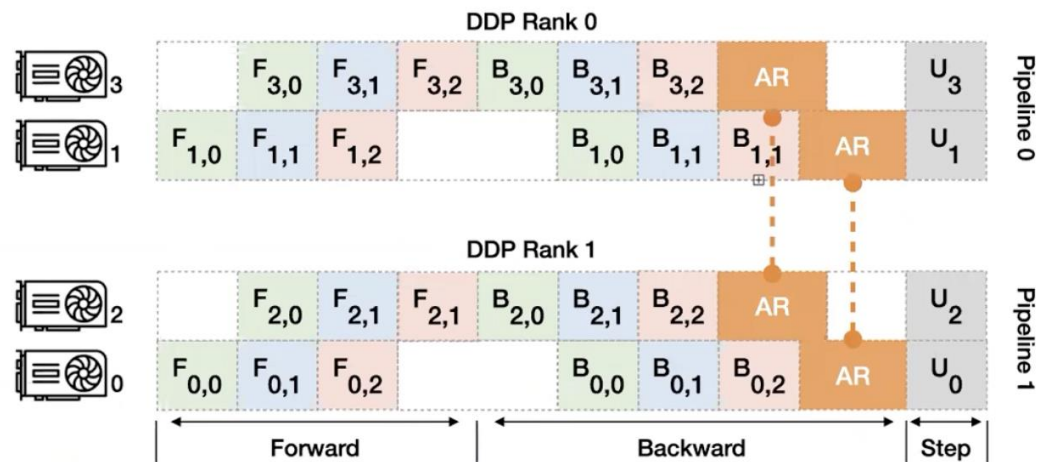 DDP Rank 0
3 F3,0 F3,1 F3,2 B3,0 B3,1 B3,2 AR U3
1 F1,0 F1,1 F1,2 B1,0 B1,1 B1,1 AR U1
Pipeline 0
DDP Rank 1
2 F2,0 F2,1 F2,1 B2,0 B2,1 B2,2 AR U2
0 F0,0 F0,1 F0,2 B0,0 B0,1 B0,2 AR U0
Pipeline 1
Forward Backward Step